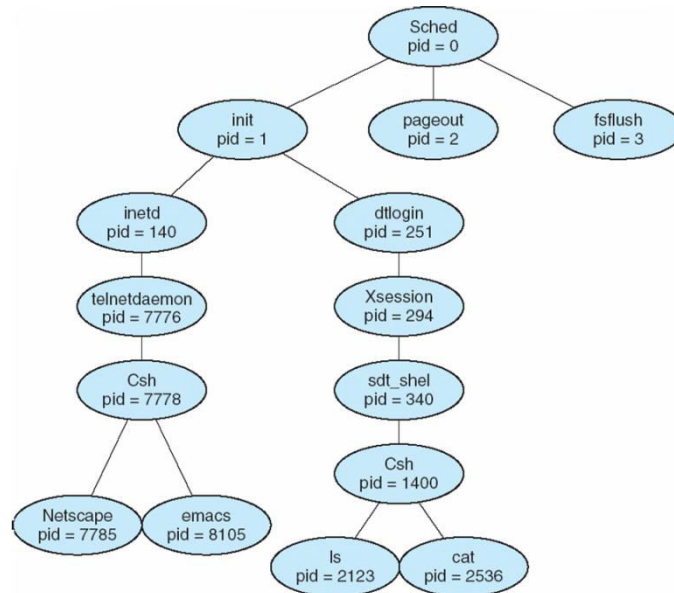 Sched
pid = 0
init
pid = 1
pageout
pid = 2
fsflush
pid = 3
inetd
pid = 140
dtlogin
pid = 251
telnetdaemon
pid = 7776
Xsession
pid = 294
Csh
pid = 7778
sdt_shel
pid = 340
Csh
pid = 1400
Netscape
pid = 7785
emacs
pid = 8105
ls
pid = 2123
cat
pid = 2536